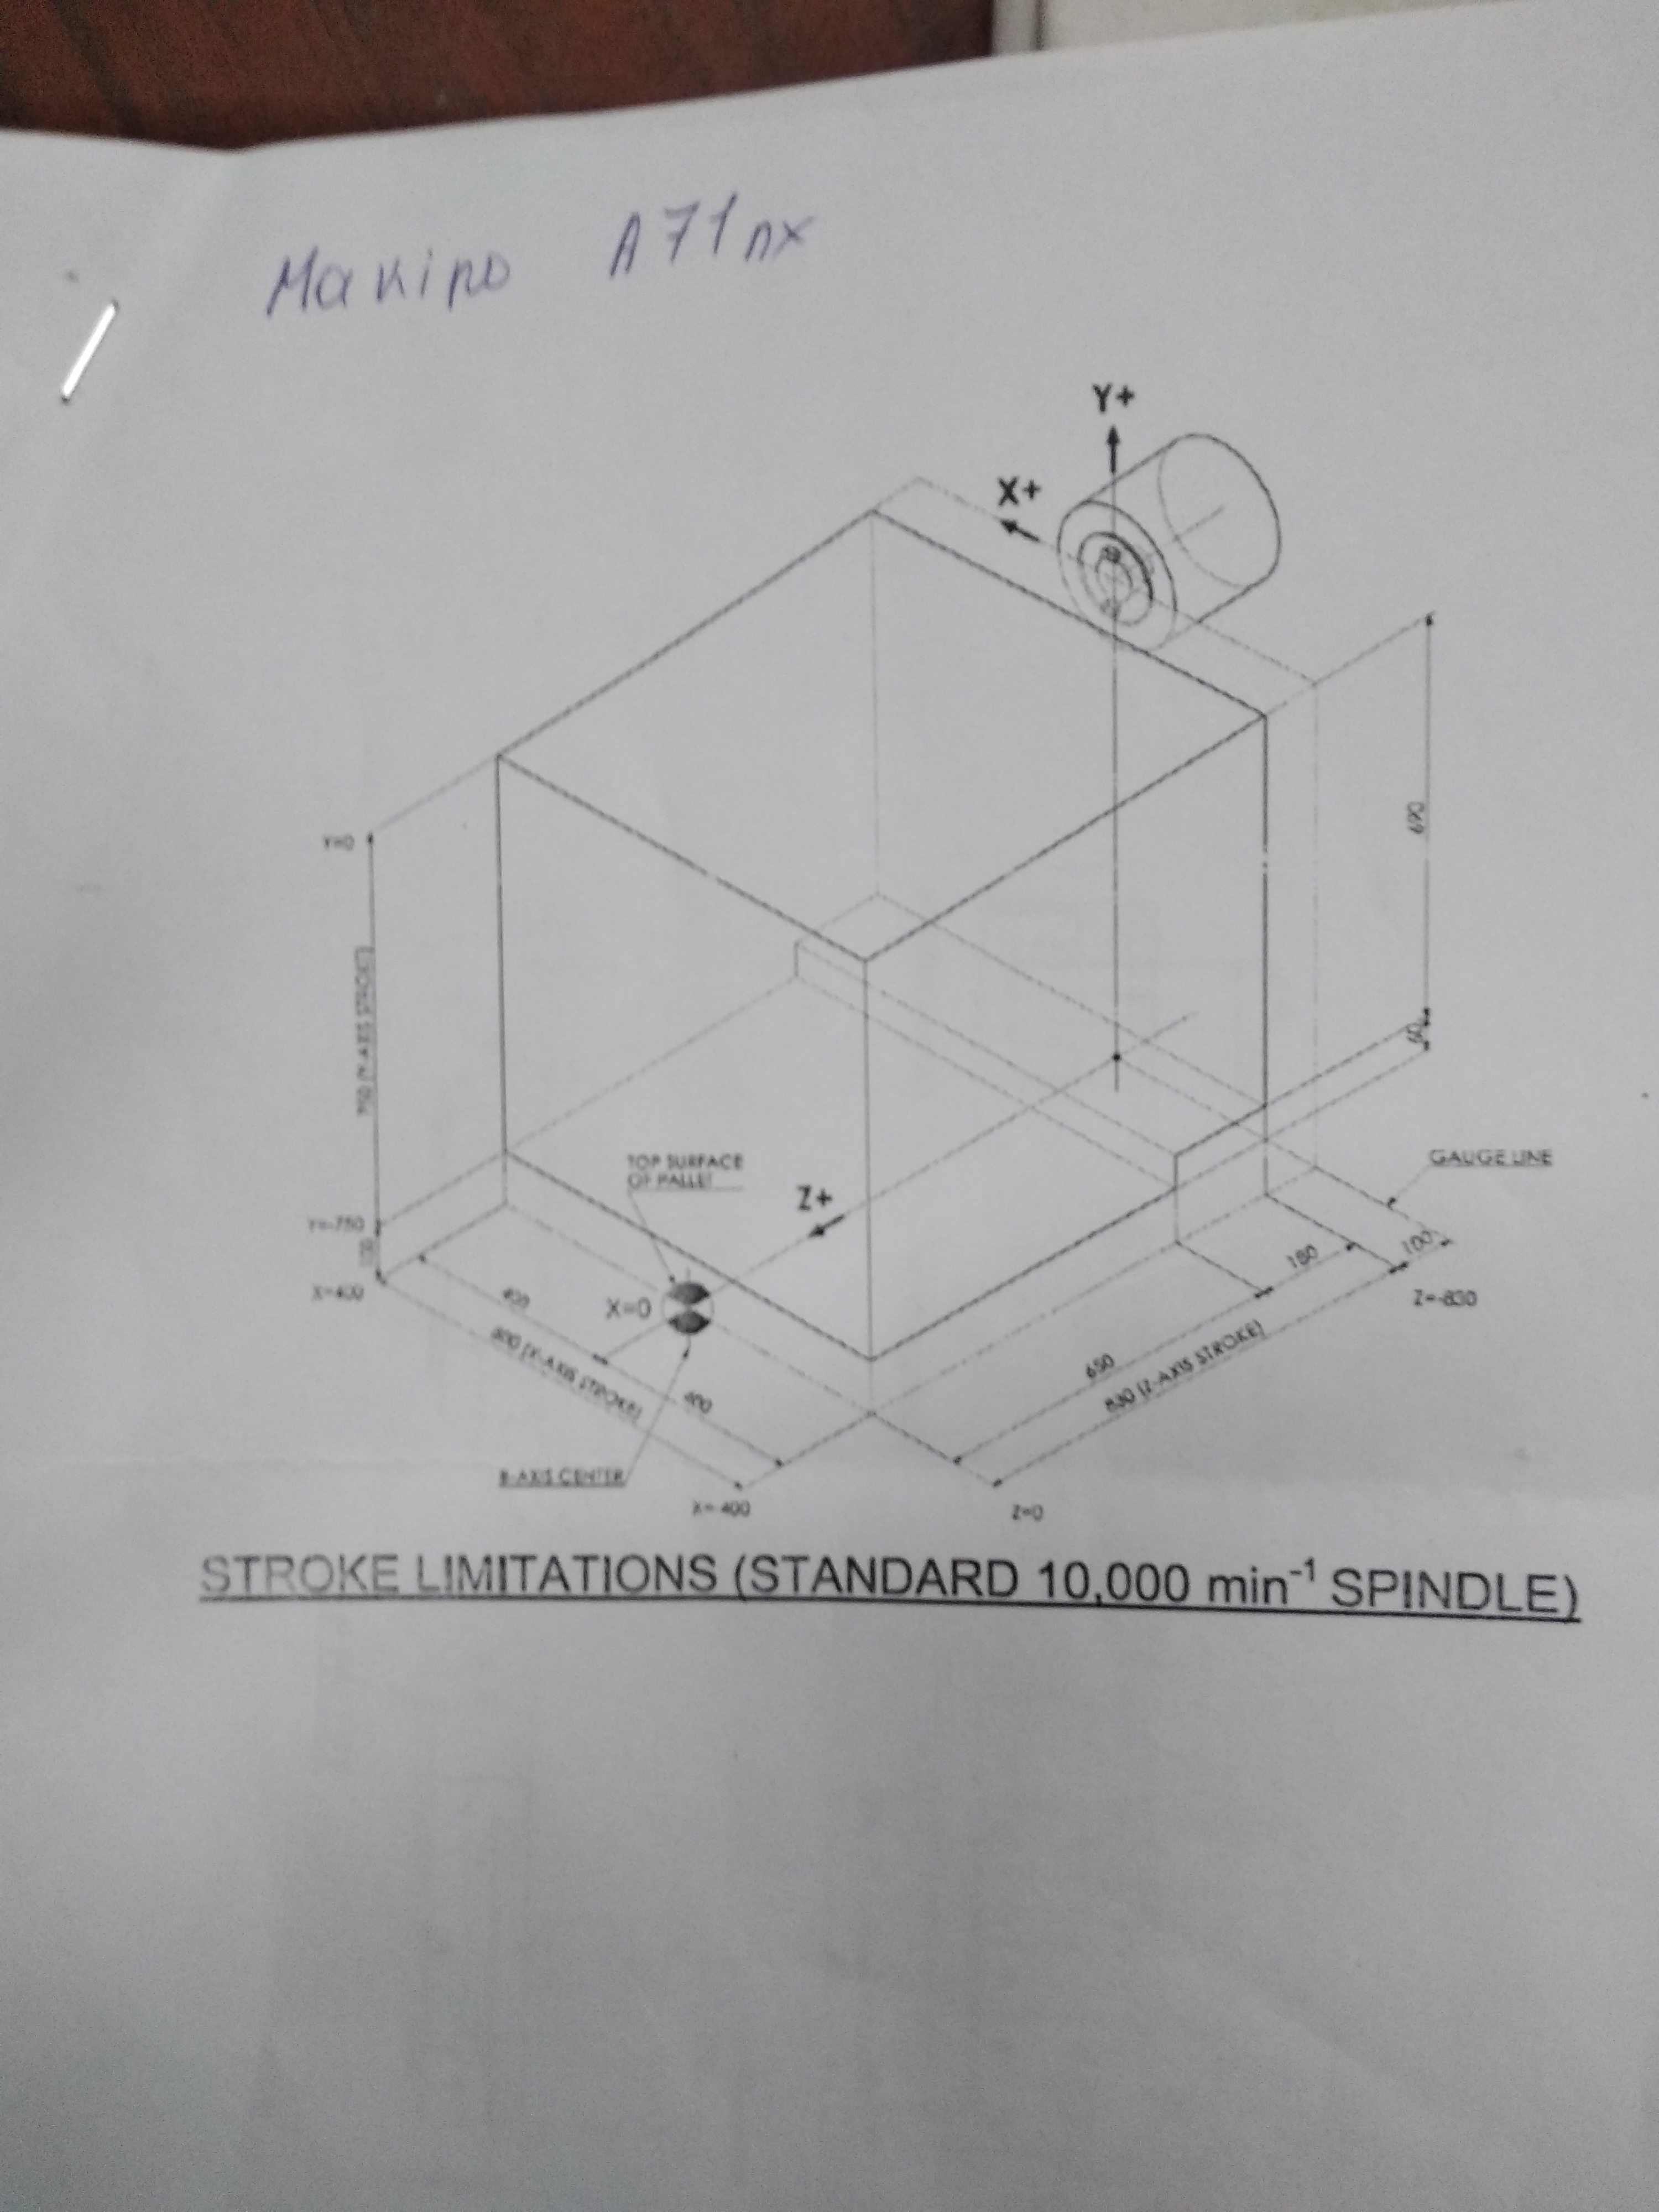 Makino A71nx
Y+
X+
Y=0
690
750 (Y-AXIS STROKE)
60
TOP SURFACE
OF PALLET
GAUGE LINE
Z+
Y=-750
100
180
X=400
X=0
Z=-830
400
800 (X-AXIS STROKE)
650
830 (Z-AXIS STROKE)
400
B-AXIS CENTER
X=-400
Z=0
STROKE LIMITATIONS (STANDARD 10,000 min⁻¹ SPINDLE)